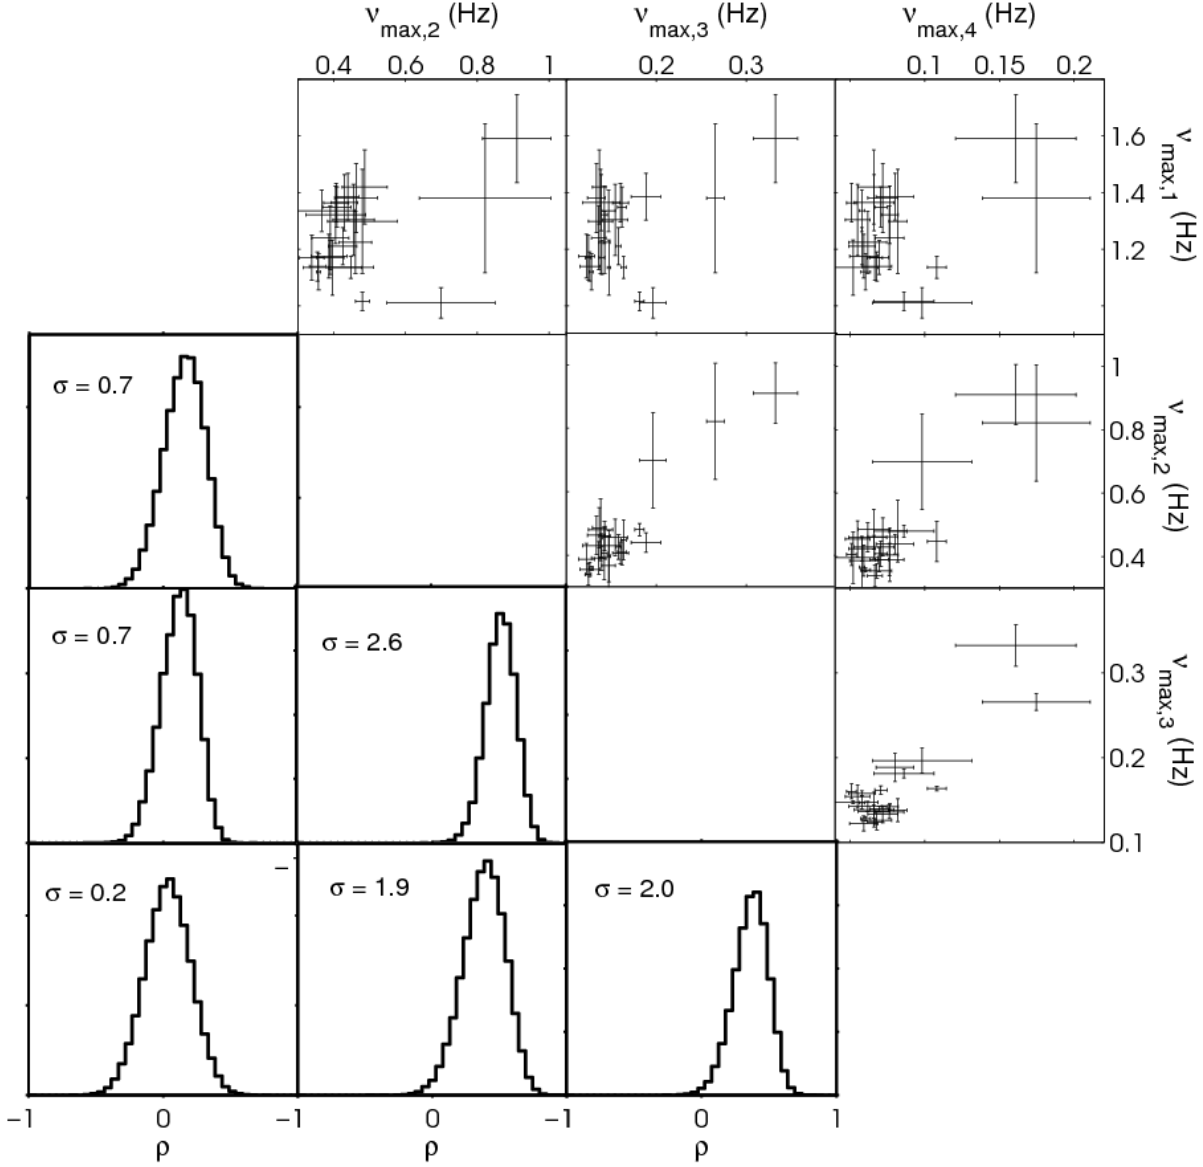 ν_max,2 (Hz) ν_max,3 (Hz) ν_max,4 (Hz)
0.4 0.6 0.8 1 0.2 0.3 0.1 0.15 0.2
1.6
1.4
1.2
ν_max,1 (Hz)
σ = 0.7
1
0.8
0.6
0.4
ν_max,2 (Hz)
σ = 0.7
σ = 2.6
0.3
0.2
0.1
ν_max,3 (Hz)
σ = 0.2
σ = 1.9
σ = 2.0
−1 0 −1 0 −1 0 1
ρ ρ ρ